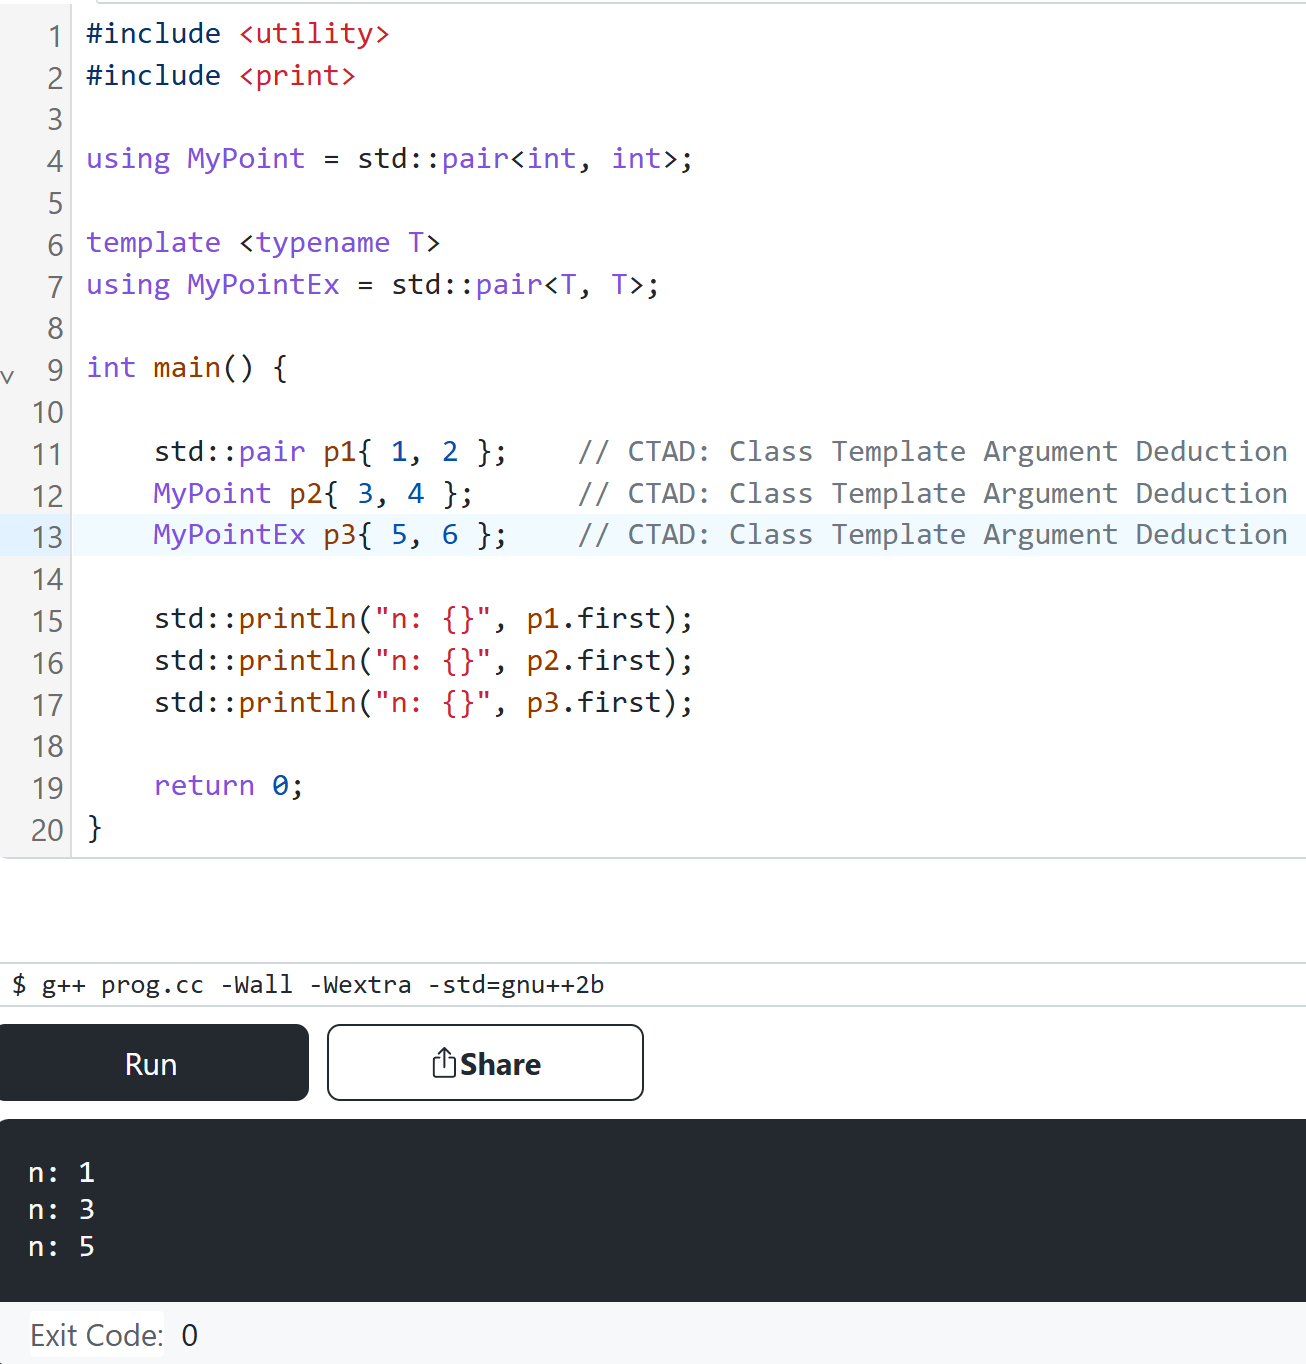 1 #include <utility>
2 #include <print>
3
4 using MyPoint = std::pair<int, int>;
5
6 template <typename T>
7 using MyPointEx = std::pair<T, T>;
8
9 int main() {
10
11     std::pair p1{ 1, 2 };    // CTAD: Class Template Argument Deduction
12     MyPoint p2{ 3, 4 };      // CTAD: Class Template Argument Deduction
13     MyPointEx p3{ 5, 6 };    // CTAD: Class Template Argument Deduction
14
15     std::println("n: {}", p1.first);
16     std::println("n: {}", p2.first);
17     std::println("n: {}", p3.first);
18
19     return 0;
20 }
$ g++ prog.cc -Wall -Wextra -std=gnu++2b
Run Share
n: 1
n: 3
n: 5
Exit Code: 0